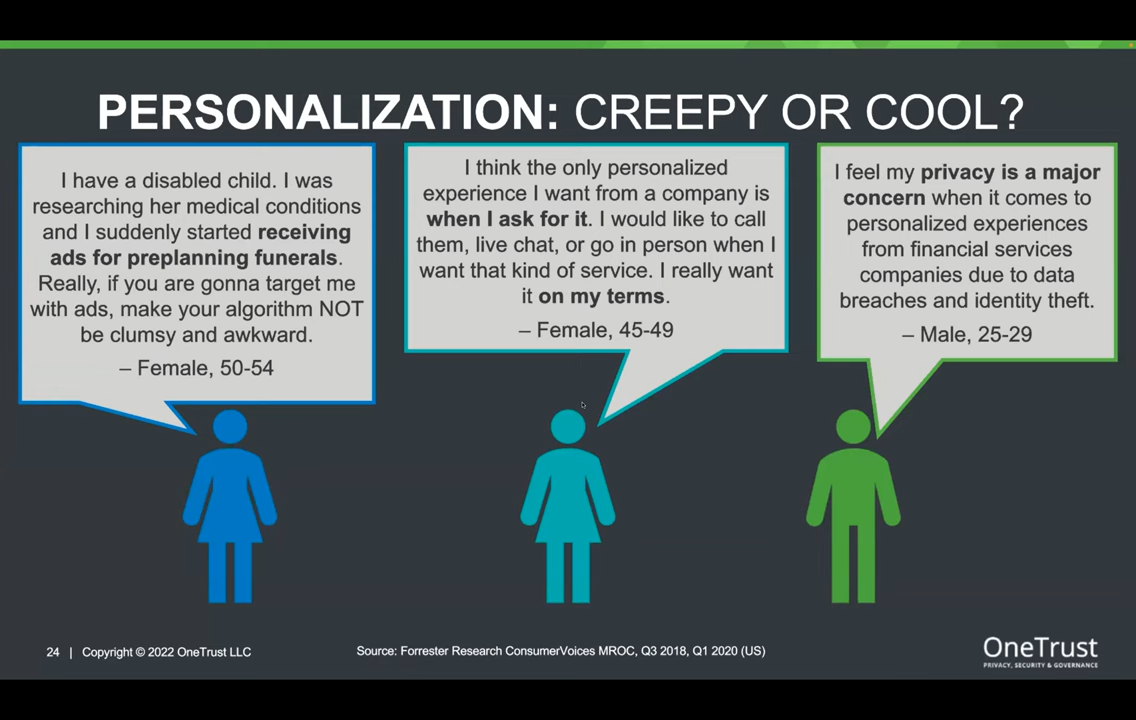 PERSONALIZATION: CREEPY OR COOL?
I have a disabled child. I was
researching her medical conditions
and I suddenly started receiving
ads for preplanning funerals.
Really, if you are gonna target me
with ads, make your algorithm NOT
be clumsy and awkward.
– Female, 50-54
I think the only personalized
experience I want from a company is
when I ask for it. I would like to call
them, live chat, or go in person when I
want that kind of service. I really want
it on my terms.
– Female, 45-49
I feel my privacy is a major
concern when it comes to
personalized experiences
from financial services
companies due to data
breaches and identity theft.
– Male, 25-29
24 | Copyright © 2022 OneTrust LLC
Source: Forrester Research ConsumerVoices MROC, Q3 2018, Q1 2020 (US)
OneTrust
PRIVACY, SECURITY & GOVERNANCE